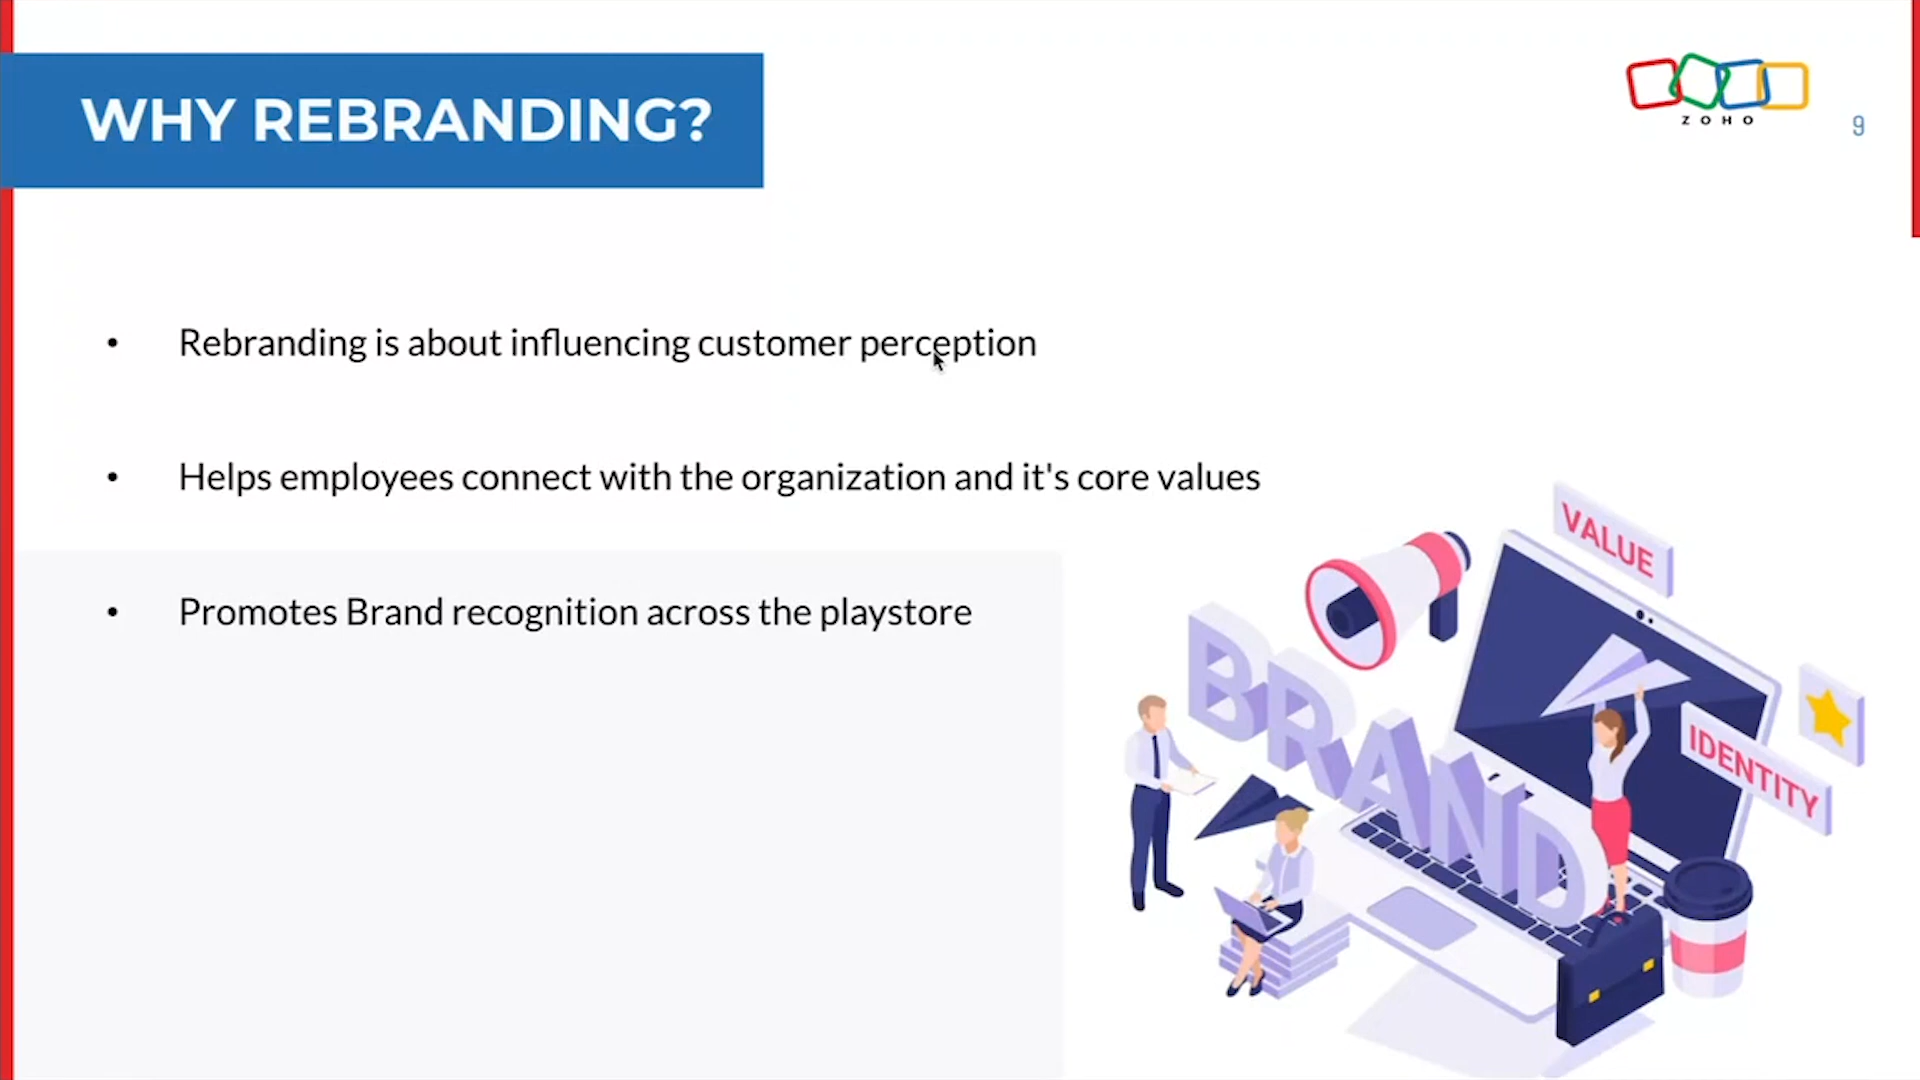 WHY REBRANDING?
ZOHO
9
• Rebranding is about influencing customer perception
• Helps employees connect with the organization and it's core values
• Promotes Brand recognition across the playstore
VALUE
BRAND
IDENTITY